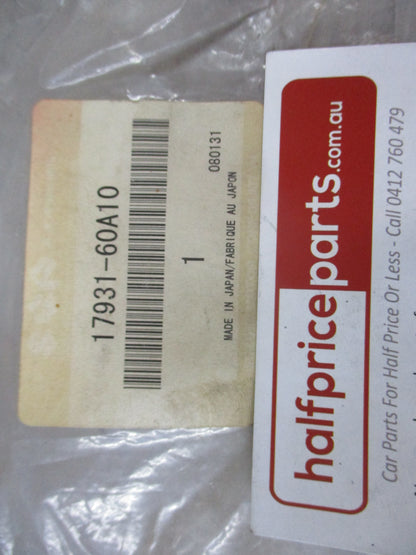 17931-60A10
1
080131
MADE IN JAPAN/FABRIQUE AU JAPON
halfpriceparts.com.au
Car Parts For Half Price Or Less - Call 0412 760 479